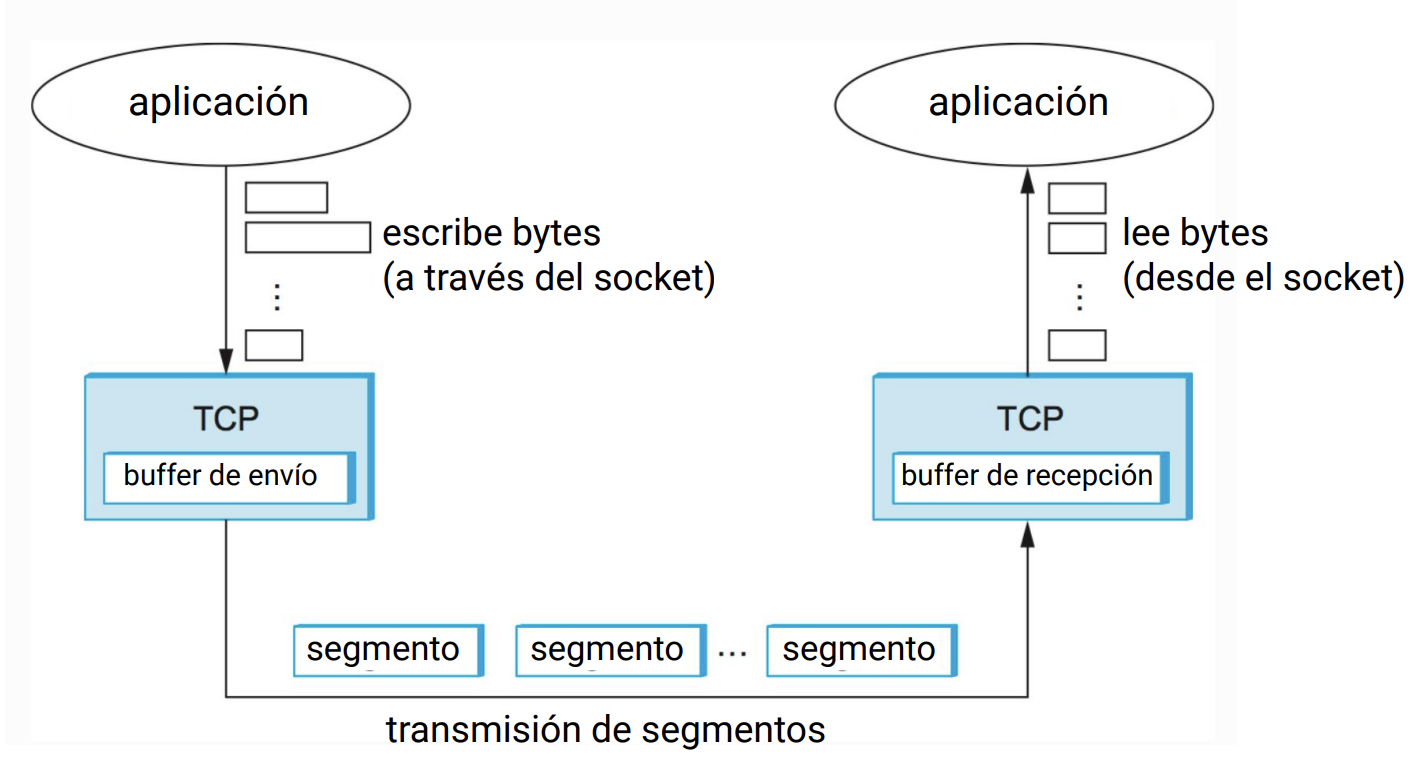 aplicación
aplicación
escribe bytes
(a través del socket)
lee bytes
(desde el socket)
TCP
buffer de envío
TCP
buffer de recepción
segmento
segmento
...
segmento
transmisión de segmentos